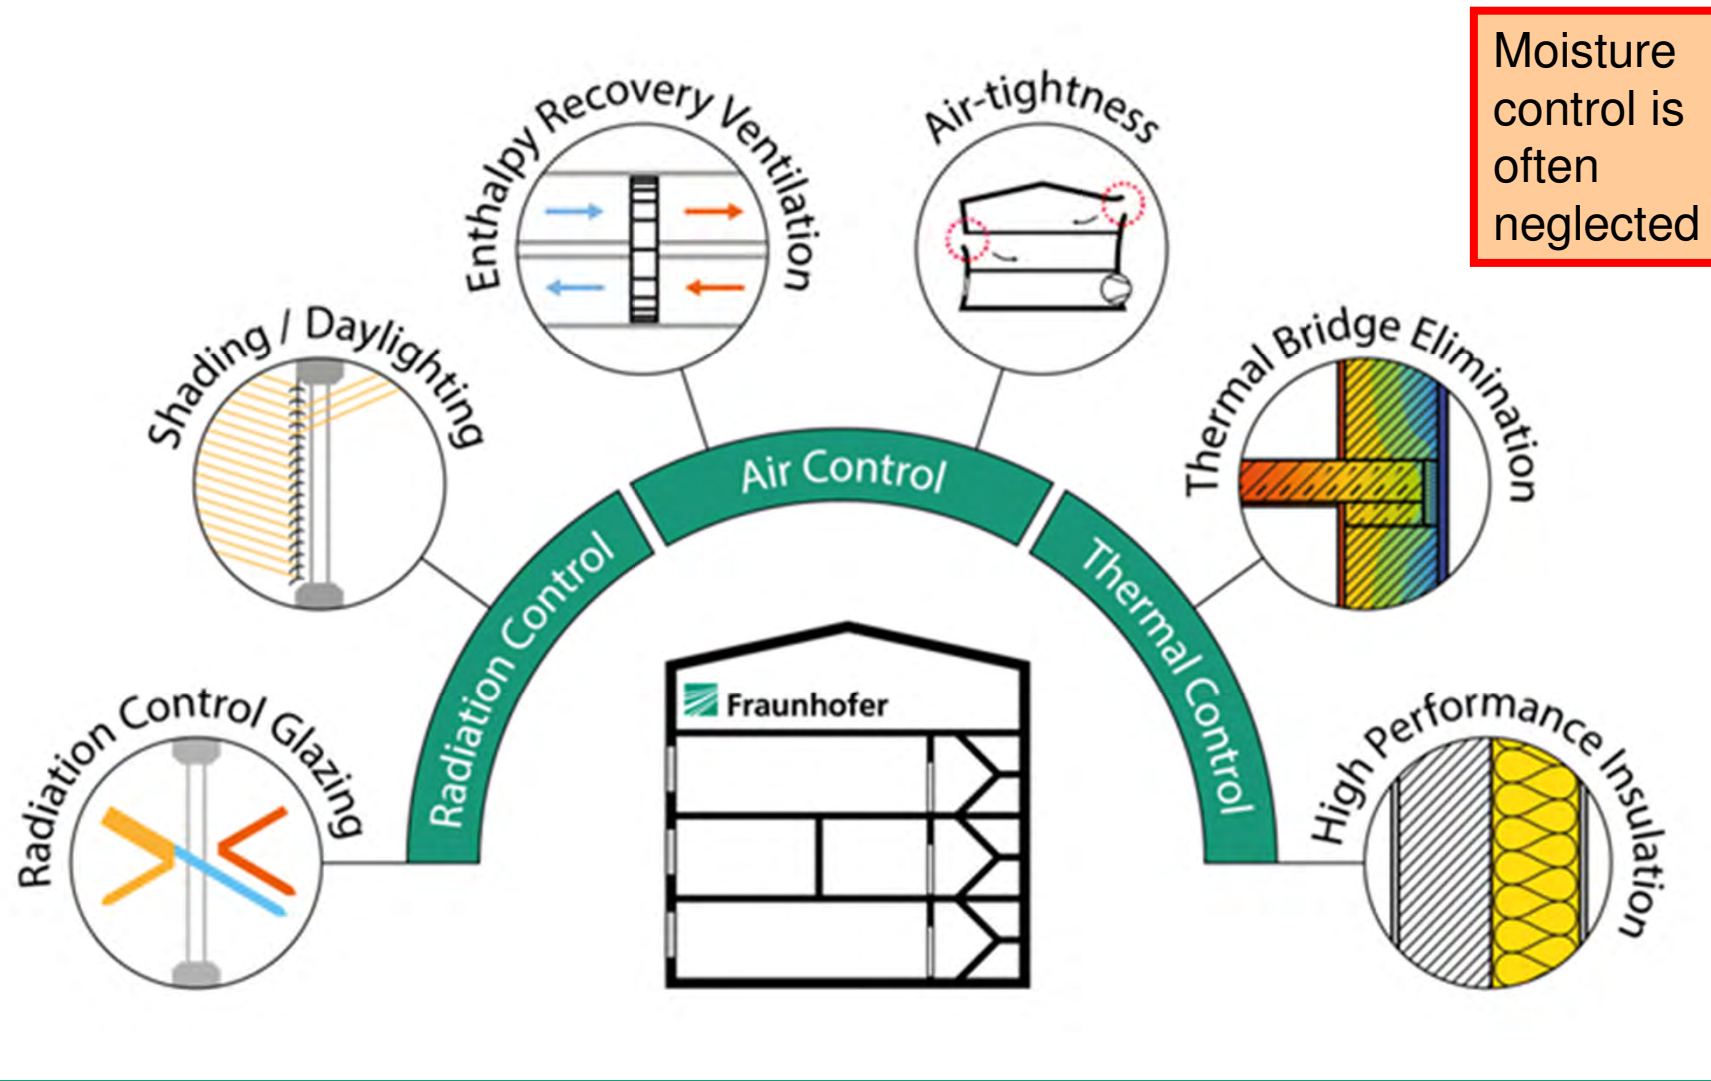 Moisture
control is
often
neglected
Enthalpy Recovery Ventilation
Air-tightness
Shading / Daylighting
Thermal Bridge Elimination
Air Control
Radiation Control
Thermal Control
Radiation Control Glazing
High Performance Insulation
Fraunhofer